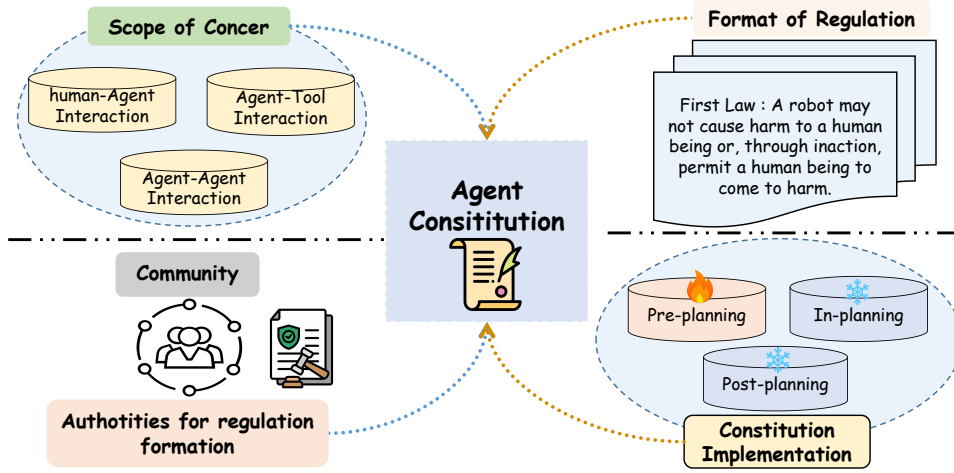 Scope of Concer
human-Agent
Interaction
Agent-Tool
Interaction
Agent-Agent
Interaction
Format of Regulation
First Law : A robot may
not cause harm to a human
being or, through inaction,
permit a human being to
come to harm.
Agent
Consititution
Community
Authotities for regulation
formation
Pre-planning
In-planning
Post-planning
Constitution
Implementation